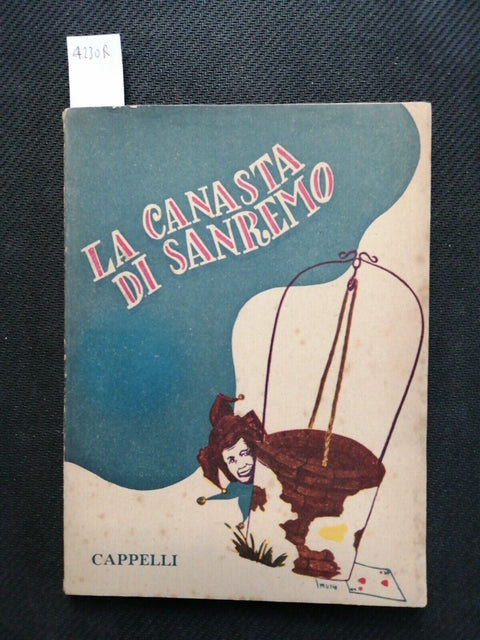 4230R
LA CANASTA
DI SANREMO
CAPPELLI